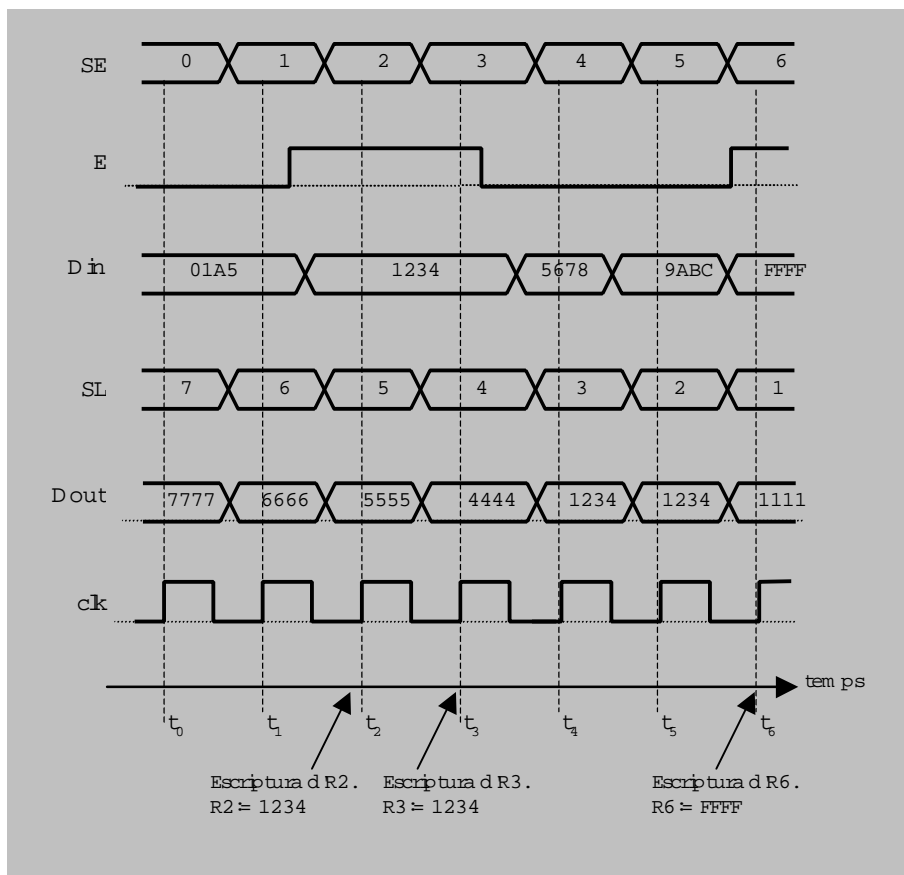 SE 0 1 2 3 4 5 6
E
Din 01A5 1234 5678 9ABC FFFF
SL 7 6 5 4 3 2 1
Dout 7777 6666 5555 4444 1234 1234 1111
clk
temps
t0 t1 t2 t3 t4 t5 t6
Escriptura d'R2. Escriptura d'R3. Escriptura d'R6.
R2:= 1234 R3:= 1234 R6:= FFFF